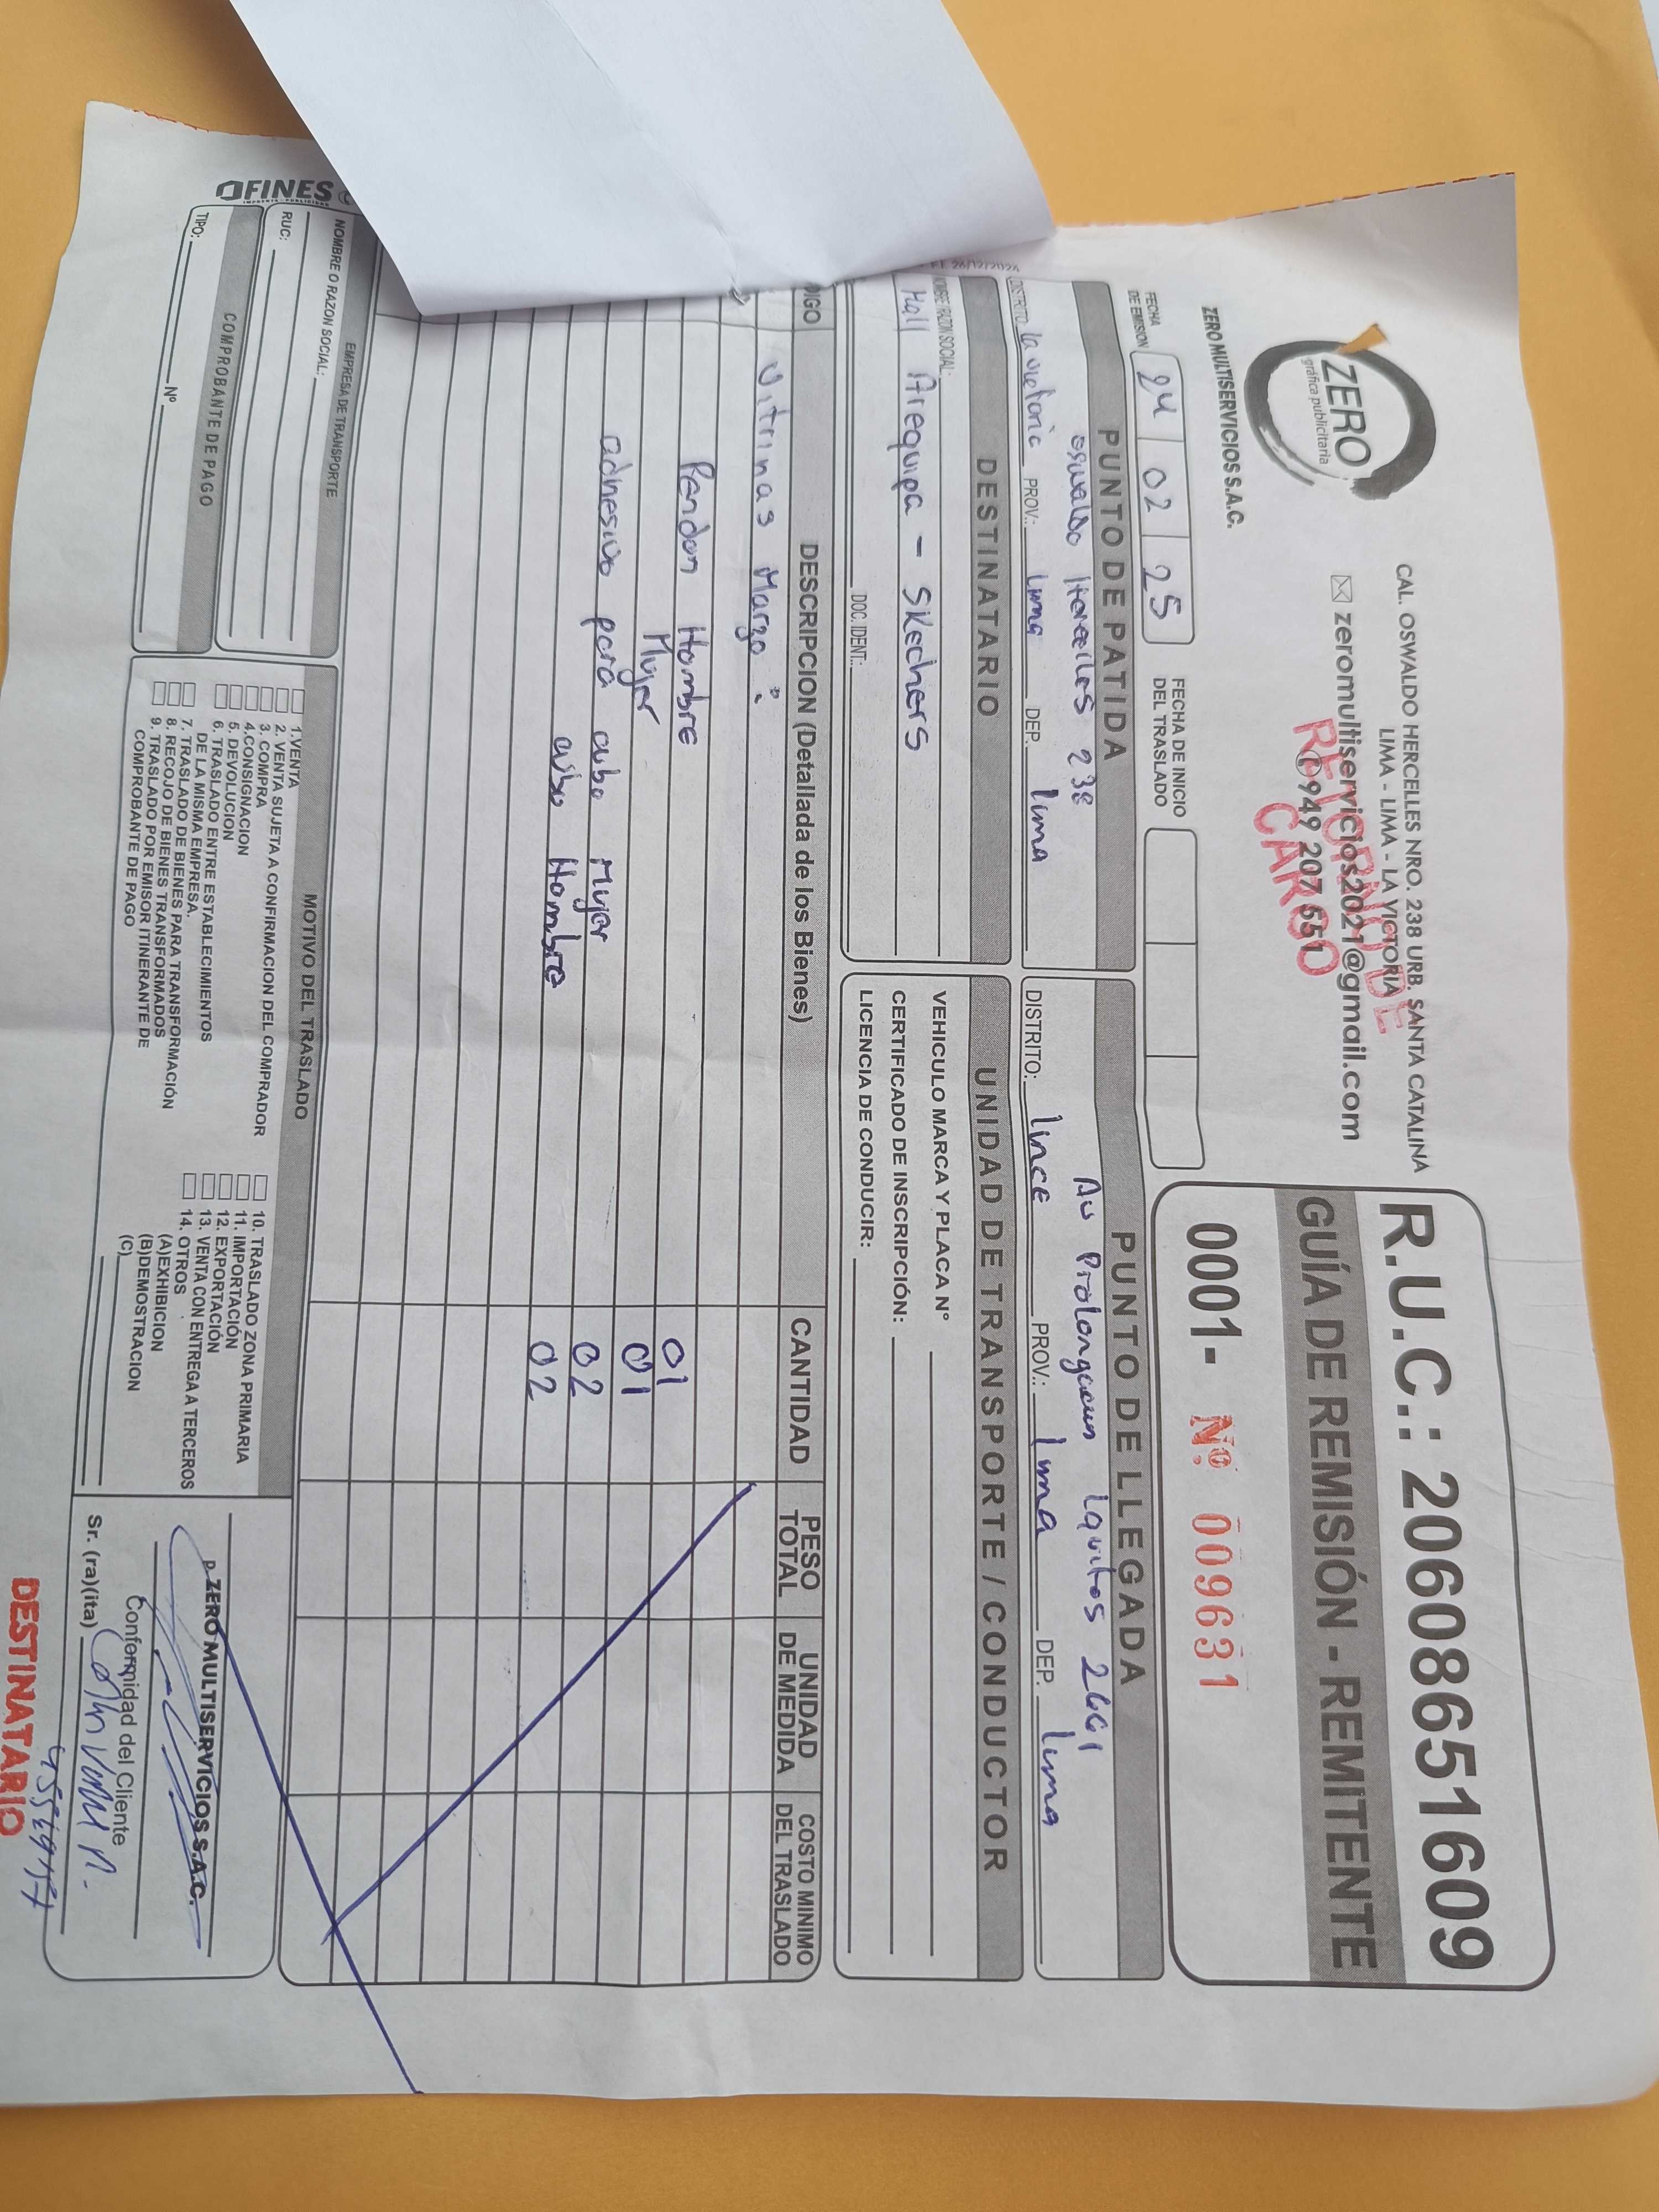 ZERO
gráfica publicitaria
ZERO MULTISERVICIOS S.A.C.
CAL. OSWALDO HERCELLES NRO. 238 URB. SANTA CATALINA
LIMA - LIMA - LA VICTORIA
zeromultiservicios2021@gmail.com
949 207 551
RETORNO DE
CARGO
R.U.C.: 20608651609
GUÍA DE REMISIÓN - REMITENTE
0001- Nº 009631
FECHA DE EMISION 24 02 25
FECHA DE INICIO DEL TRASLADO
PUNTO DE PATIDA
238
DISTRITO: la victoria PROV.: lima DEP. lima
PUNTO DE LLEGADA
Av Prolongacion 2661
DISTRITO: lince PROV.: lima DEP. lima
DESTINATARIO
NOMBRE/RAZON SOCIAL:
Mall Arequipa - Skechers
DOC. IDENT.:
UNIDAD DE TRANSPORTE / CONDUCTOR
VEHICULO MARCA Y PLACA N°
CERTIFICADO DE INSCRIPCIÓN:
LICENCIA DE CONDUCIR:
DIGO DESCRIPCION (Detallada de los Bienes) CANTIDAD PESO TOTAL UNIDAD DE MEDIDA COSTO MINIMO DEL TRASLADO
Vitrinas Marzo :
Pendon Hombre 01
Mujer 01
adhesivo para cubo Mujer 02
cubo Hombre 02
EMPRESA DE TRANSPORTE
NOMBRE O RAZON SOCIAL:
RUC:
COMPROBANTE DE PAGO
TIPO: Nº
OFINES
IMPRENTA - PUBLICIDAD
MOTIVO DEL TRASLADO
1. VENTA
2. VENTA SUJETA A CONFIRMACION DEL COMPRADOR
3. COMPRA
4. CONSIGNACION
5. DEVOLUCION
6. TRASLADO ENTRE ESTABLECIMIENTOS
DE LA MISMA EMPRESA.
7. TRASLADO DE BIENES PARA TRANSFORMACIÓN
8. RECOJO DE BIENES TRANSFORMADOS
9. TRASLADO POR EMISOR ITINERANTE DE
COMPROBANTE DE PAGO
10. TRASLADO ZONA PRIMARIA
11. IMPORTACIÓN
12. EXPORTACIÓN
13. VENTA CON ENTREGA A TERCEROS
14. OTROS
(A)EXHIBICION
(B)DEMOSTRACION
(C)
p. ZERO MULTISERVICIOS S.A.C.
Conformidad del Cliente
Sr. (ra)(ita)
DESTINATARIO